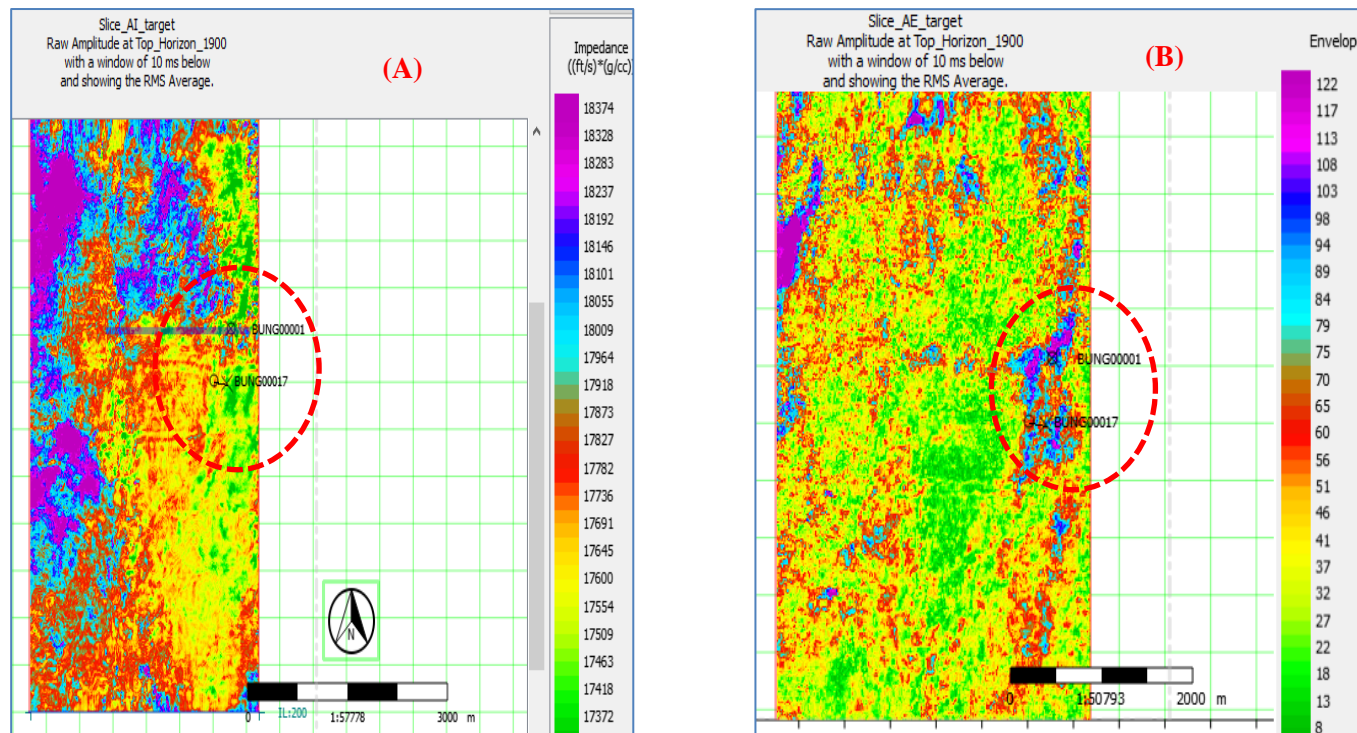 Slice_AI_target
Raw Amplitude at Top_Horizon_1900
with a window of 10 ms below
and showing the RMS Average.
(A)
Impedance
((ft/s)*(g/cc)
18374
18328
18283
18237
18192
18146
18101
18055
18009
17964
17918
17873
17827
17782
17736
17691
17645
17600
17554
17509
17463
17418
17372
BUNG00001
BUNG00017
N
IL:200
0 1:57778 3000 m
Slice_AE_target
Raw Amplitude at Top_Horizon_1900
with a window of 10 ms below
and showing the RMS Average.
(B)
Envelop
122
117
113
108
103
98
94
89
84
79
75
70
65
60
56
51
46
41
37
32
27
22
18
13
8
BUNG00001
BUNG00017
0 1:50793 2000 m